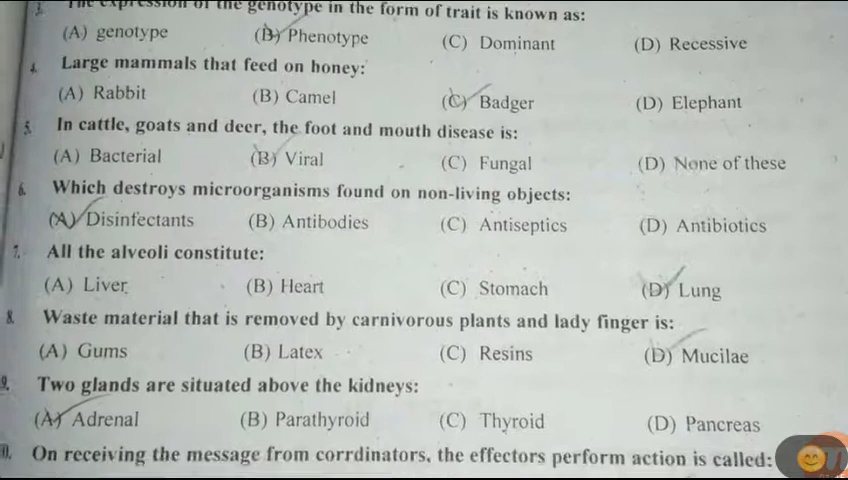 3. The expression of the genotype in the form of trait is known as:
(A) genotype (B) Phenotype (C) Dominant (D) Recessive
4. Large mammals that feed on honey:
(A) Rabbit (B) Camel (C) Badger (D) Elephant
5. In cattle, goats and deer, the foot and mouth disease is:
(A) Bacterial (B) Viral (C) Fungal (D) None of these
6. Which destroys microorganisms found on non-living objects:
(A) Disinfectants (B) Antibodies (C) Antiseptics (D) Antibiotics
7. All the alveoli constitute:
(A) Liver (B) Heart (C) Stomach (D) Lung
8. Waste material that is removed by carnivorous plants and lady finger is:
(A) Gums (B) Latex (C) Resins (D) Mucilae
9. Two glands are situated above the kidneys:
(A) Adrenal (B) Parathyroid (C) Thyroid (D) Pancreas
0. On receiving the message from corrdinators, the effectors perform action is called: